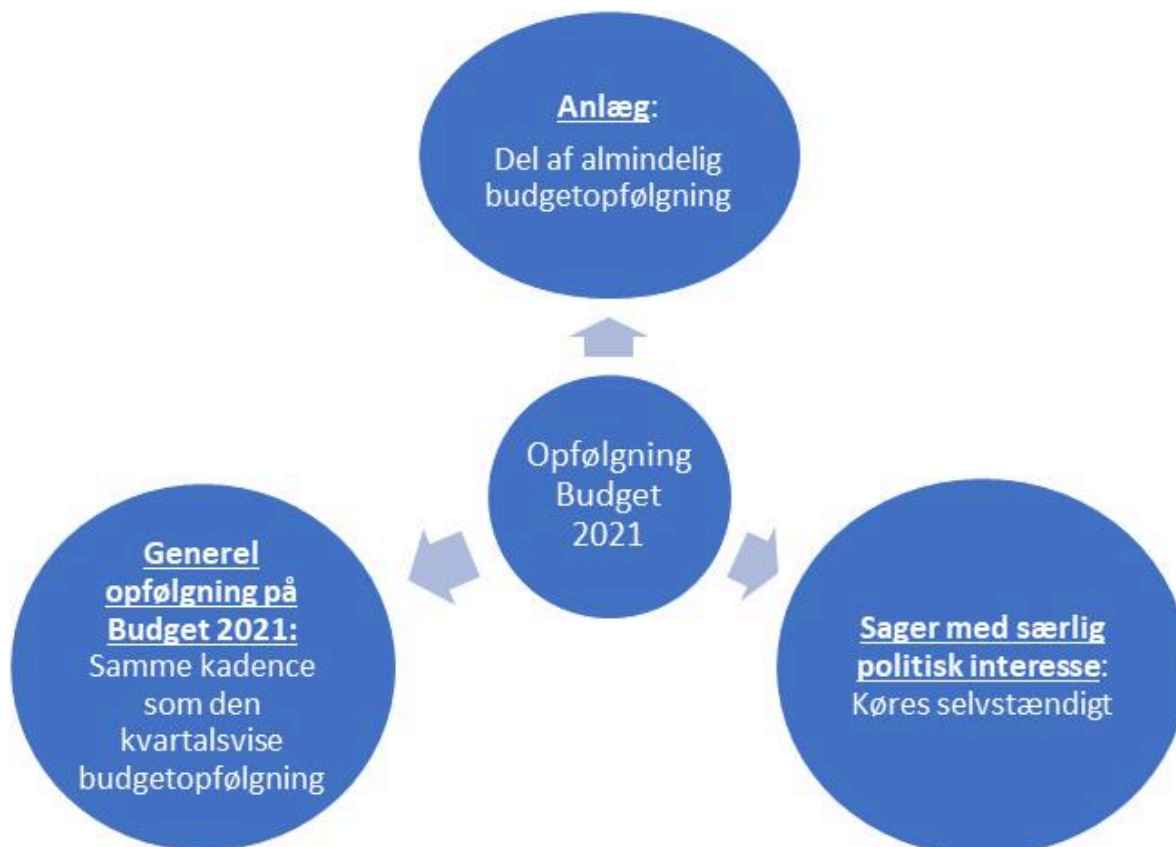 Anlæg:
Del af almindelig
budgetopfølgning
Opfølgning
Budget
2021
Generel
opfølgning på
Budget 2021:
Samme kadence
som den
kvartalsvise
budgetopfølgning
Sager med særlig
politisk interesse:
Køres selvstændigt